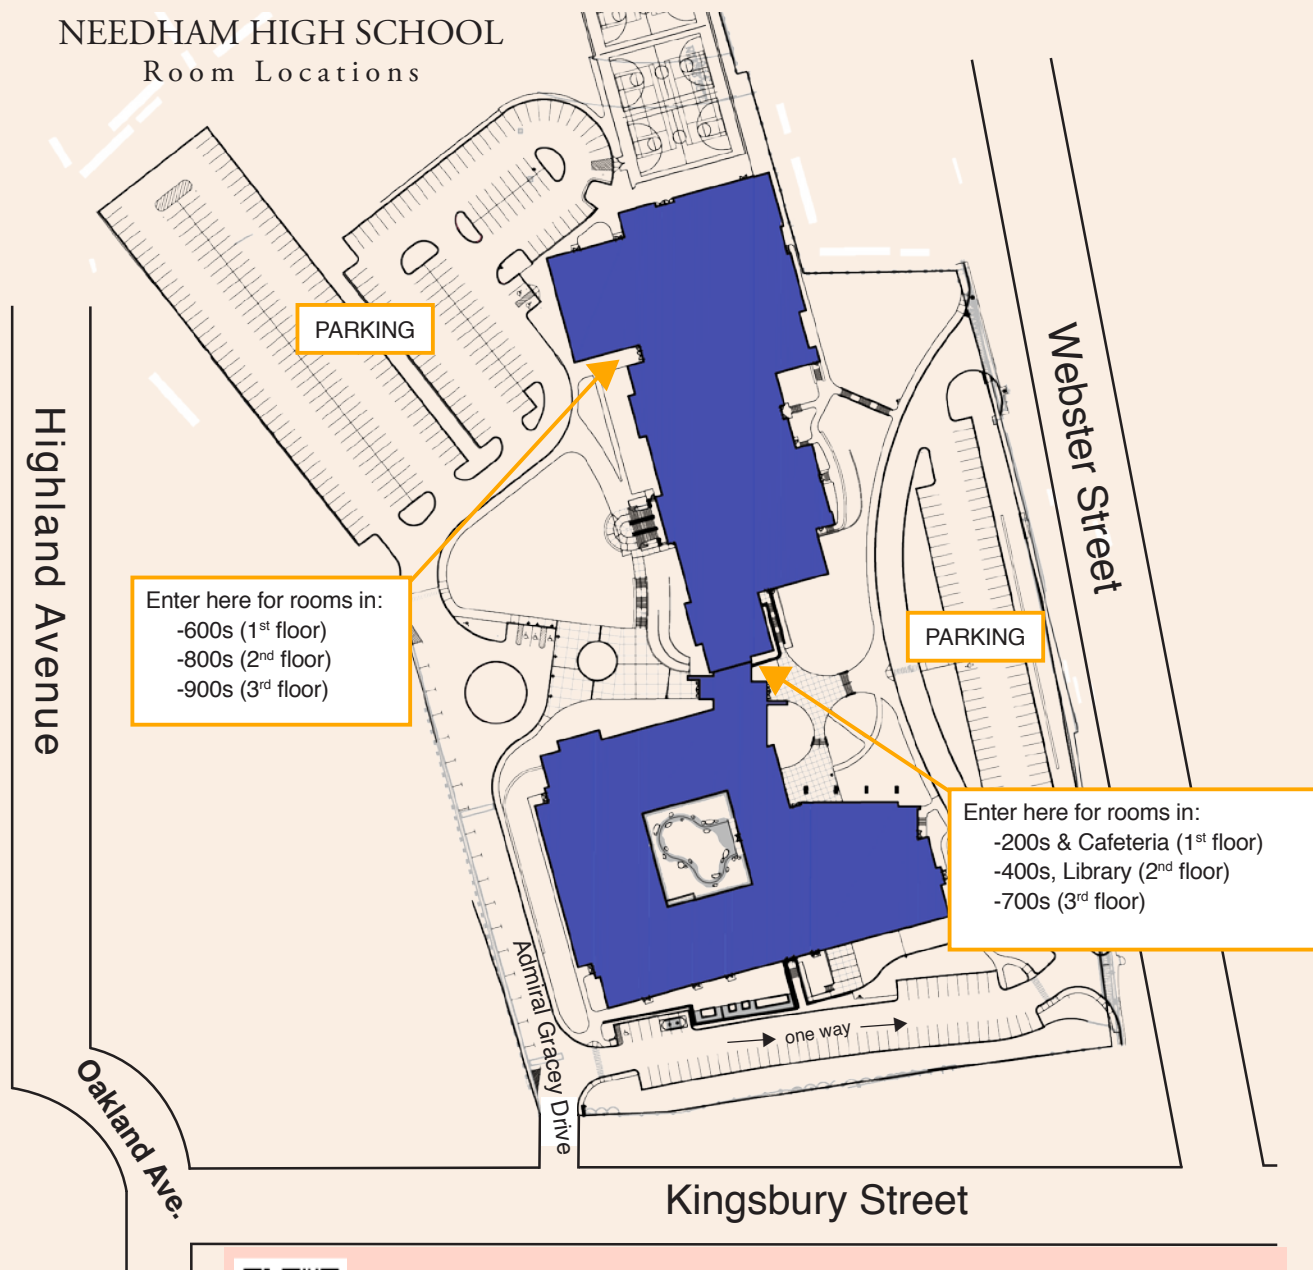 NEEDHAM HIGH SCHOOL
Room Locations
PARKING
Highland Avenue
Webster Street
Enter here for rooms in:
-600s (1st floor)
-800s (2nd floor)
-900s (3rd floor)
PARKING
Enter here for rooms in:
-200s & Cafeteria (1st floor)
-400s, Library (2nd floor)
-700s (3rd floor)
Admiral Gracey Drive
one way
Oakland Ave.
Kingsbury Street